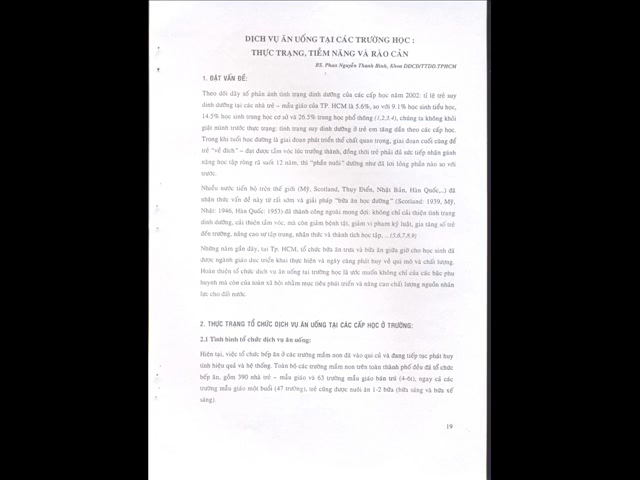 DỊCH VỤ ĂN UỐNG TẠI CÁC TRƯỜNG HỌC :
THỰC TRẠNG, TIỀM NĂNG VÀ RÀO CẢN
BS. Phan Nguyễn Thanh Bình, Khoa DDCĐ/TTDD.TPHCM
1. ĐẶT VẤN ĐỀ:
Theo dõi dãy số phản ánh tình trạng dinh dưỡng của các cấp học năm 2002: tỉ lệ trẻ suy
dinh dưỡng tại các nhà trẻ – mẫu giáo của TP. HCM là 5.6%, so với 9.1% học sinh tiểu học,
14.5% học sinh trung học cơ sở và 26.5% trung học phổ thông (1,2,3,4), chúng ta không khỏi
giật mình trước thực trạng: tình trạng suy dinh dưỡng ở trẻ em tăng dần theo các cấp học.
Trong khi tuổi học đường là giai đoạn phát triển thể chất quan trọng, giai đoạn cuối cùng để
trẻ “về đích” – đạt được tầm vóc lúc trưởng thành, đồng thời trẻ phải đủ sức tiếp nhận gánh
nặng học tập ròng rã suốt 12 năm, thì “phần nuôi” dường như đã lơi lỏng phần nào so với
trước.
Nhiều nước tiến bộ trên thế giới (Mỹ, Scotland, Thụy Điển, Nhật Bản, Hàn Quốc,..) đã
nhận thức vấn đề này từ rất sớm và giải pháp “bữa ăn học đường” (Scotland: 1939, Mỹ,
Nhật: 1946, Hàn Quốc: 1953) đã thành công ngoài mong đợi: không chỉ cải thiện tình trạng
dinh dưỡng, cải thiện tầm vóc, mà còn giảm bệnh tật, giảm vi phạm kỷ luật, gia tăng số trẻ
đến trường, nâng cao sự tập trung, nhận thức và thành tích học tập,.. (5,6,7,8,9)
Những năm gần đây, tại Tp. HCM, tổ chức bữa ăn trưa và bữa ăn giữa giờ cho học sinh đã
được ngành giáo dục triển khai thực hiện và ngày càng phát huy về qui mô và chất lượng.
Hoàn thiện tổ chức dịch vụ ăn uống tại trường học là ước muốn không chỉ của các bậc phụ
huynh mà còn của toàn xã hội nhằm mục tiêu phát triển và nâng cao chất lượng nguồn nhân
lực cho đất nước.
2. THỰC TRẠNG TỔ CHỨC DỊCH VỤ ĂN UỐNG TẠI CÁC CẤP HỌC Ở TRƯỜNG:
2.1 Tình hình tổ chức dịch vụ ăn uống:
Hiện tại, việc tổ chức bếp ăn ở các trường mầm non đã vào qui củ và đang tiếp tục phát huy
tính hiệu quả và hệ thống. Toàn bộ các trường mầm non trên toàn thành phố đều đã tổ chức
bếp ăn, gồm 390 nhà trẻ – mẫu giáo và 63 trường mẫu giáo bán trú (4-6t), ngay cả các
trường mẫu giáo một buổi (47 trường), trẻ cũng được nuôi ăn 1-2 bữa (bữa sáng và bữa xế
sáng).
19